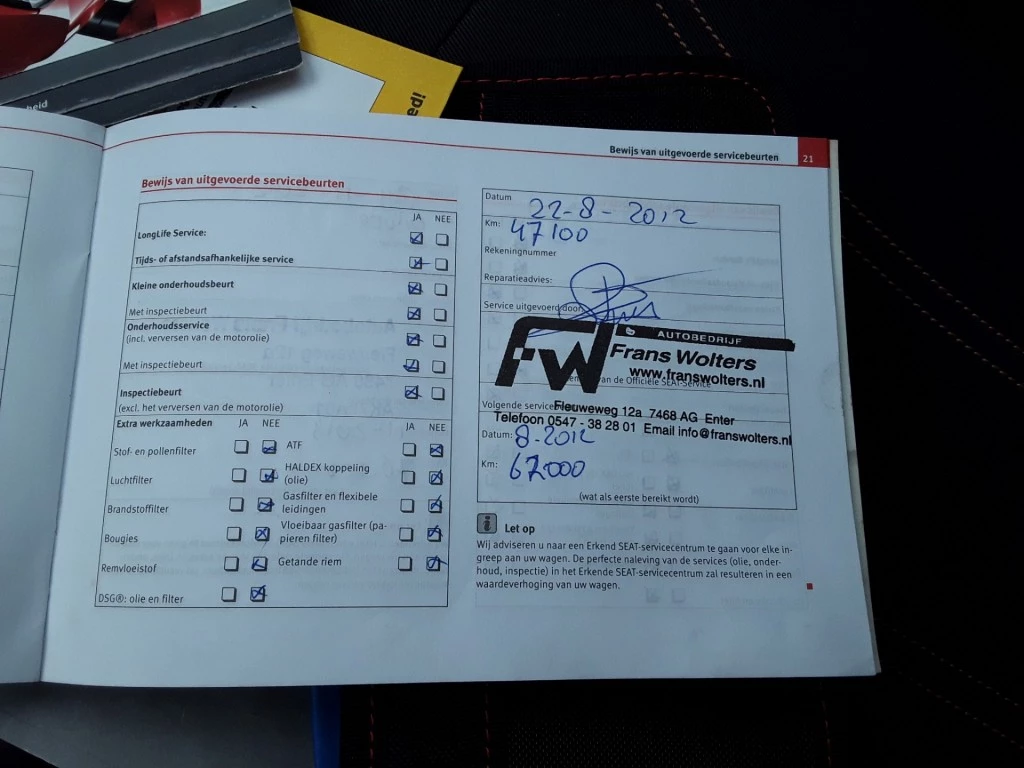 heid
ed!
Bewijs van uitgevoerde servicebeurten 21
Bewijs van uitgevoerde servicebeurten
JA NEE
LongLife Service:
Tijds- of afstandsafhankelijke service
Kleine onderhoudsbeurt
Met inspectiebeurt
Onderhoudsservice
(incl. verversen van de motorolie)
Met inspectiebeurt
Inspectiebeurt
(excl. het verversen van de motorolie)
Extra werkzaamheden JA NEE JA NEE
Stof- en pollenfilter
ATF
Luchtfilter
HALDEX koppeling
(olie)
Brandstoffilter
Gasfilter en flexibele
leidingen
Bougies
Vloeibaar gasfilter (pa-
pieren filter)
Remvloeistof
Getande riem
DSG®: olie en filter
Datum 22-8-2012
Km: 47100
Rekeningnummer
Reparatieadvies:
Service uitgevoerd door:
FW
AUTOBEDRIJF
Frans Wolters
www.franswolters.nl
van de Officiële SEAT-Service
Volgende service
Fleuweweg 12a 7468 AG Enter
Telefoon 0547 - 38 28 01 Email info@franswolters.nl
Datum: 8-2012
Km: 67000
(wat als eerste bereikt wordt)
i Let op
Wij adviseren u naar een Erkend SEAT-servicecentrum te gaan voor elke in-
greep aan uw wagen. De perfecte naleving van de services (olie, onder-
houd, inspectie) in het Erkende SEAT-servicecentrum zal resulteren in een
waardeverhoging van uw wagen.